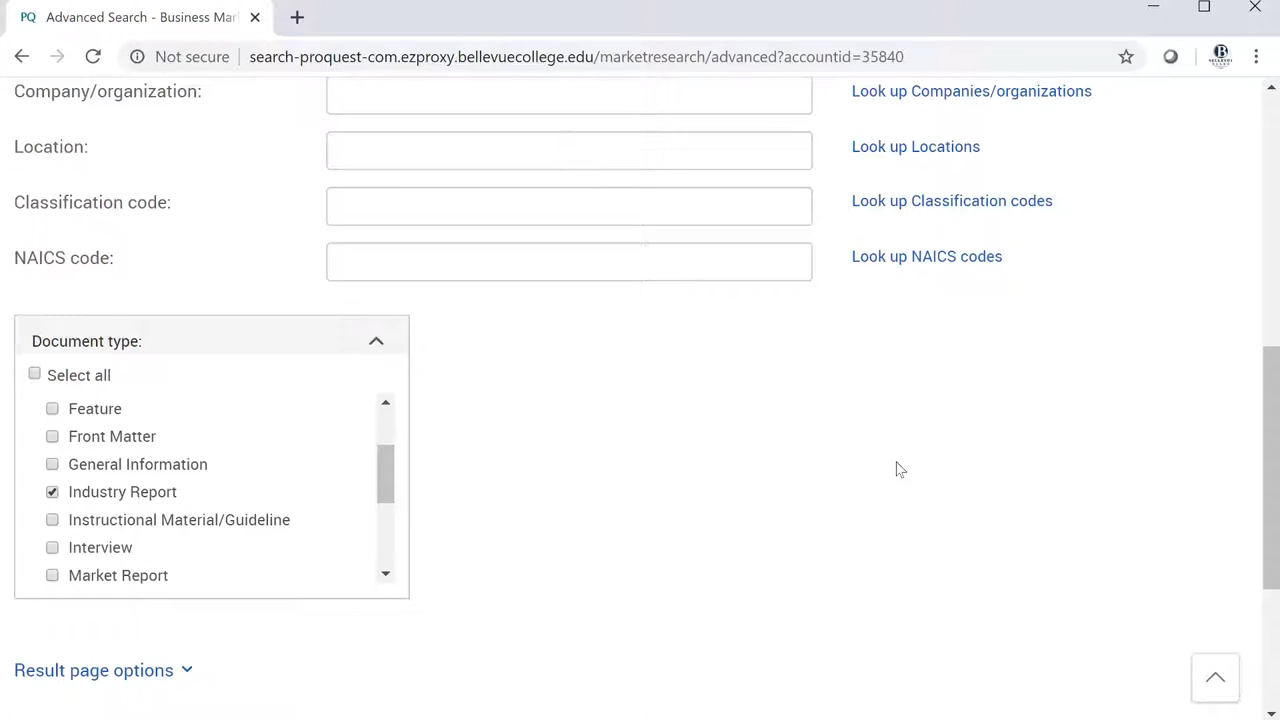 PQ Advanced Search - Business Mar
Not secure search-proquest-com.ezproxy.bellevuecollege.edu/marketresearch/advanced?accountid=35840
Company/organization: Look up Companies/organizations
Location: Look up Locations
Classification code: Look up Classification codes
NAICS code: Look up NAICS codes
Document type:
Select all
Feature
Front Matter
General Information
Industry Report
Instructional Material/Guideline
Interview
Market Report
Result page options